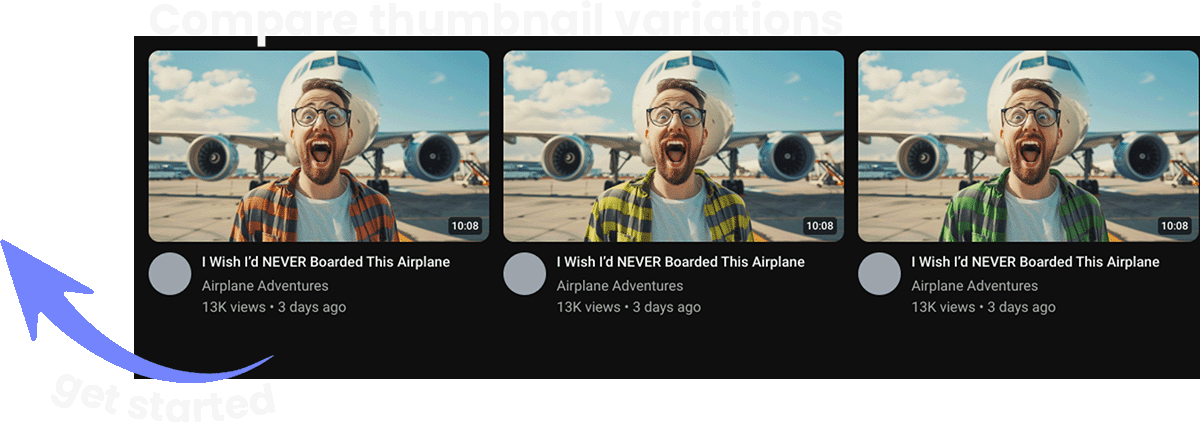 Compare thumbnail variations
10:08
10:08
10:08
I Wish I'd NEVER Boarded This Airplane
Airplane Adventures
13K views • 3 days ago
I Wish I'd NEVER Boarded This Airplane
Airplane Adventures
13K views • 3 days ago
I Wish I'd NEVER Boarded This Airplane
Airplane Adventures
13K views • 3 days ago
get started